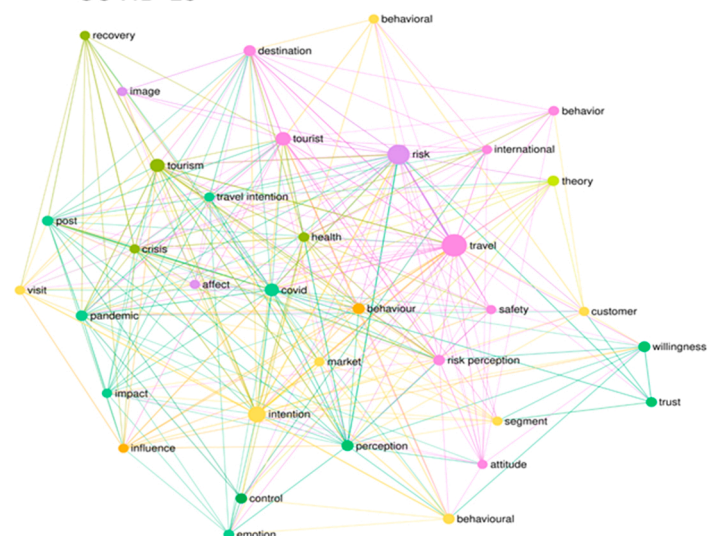 behavioral
recovery
destination
image
behavior
tourist
international
risk
tourism
theory
travel intention
post
health
travel
crisis
affect
visit
covid
behaviour
safety
customer
pandemic
willingness
market
risk perception
impact
trust
intention
segment
influence
perception
attitude
control
behavioural
emotion